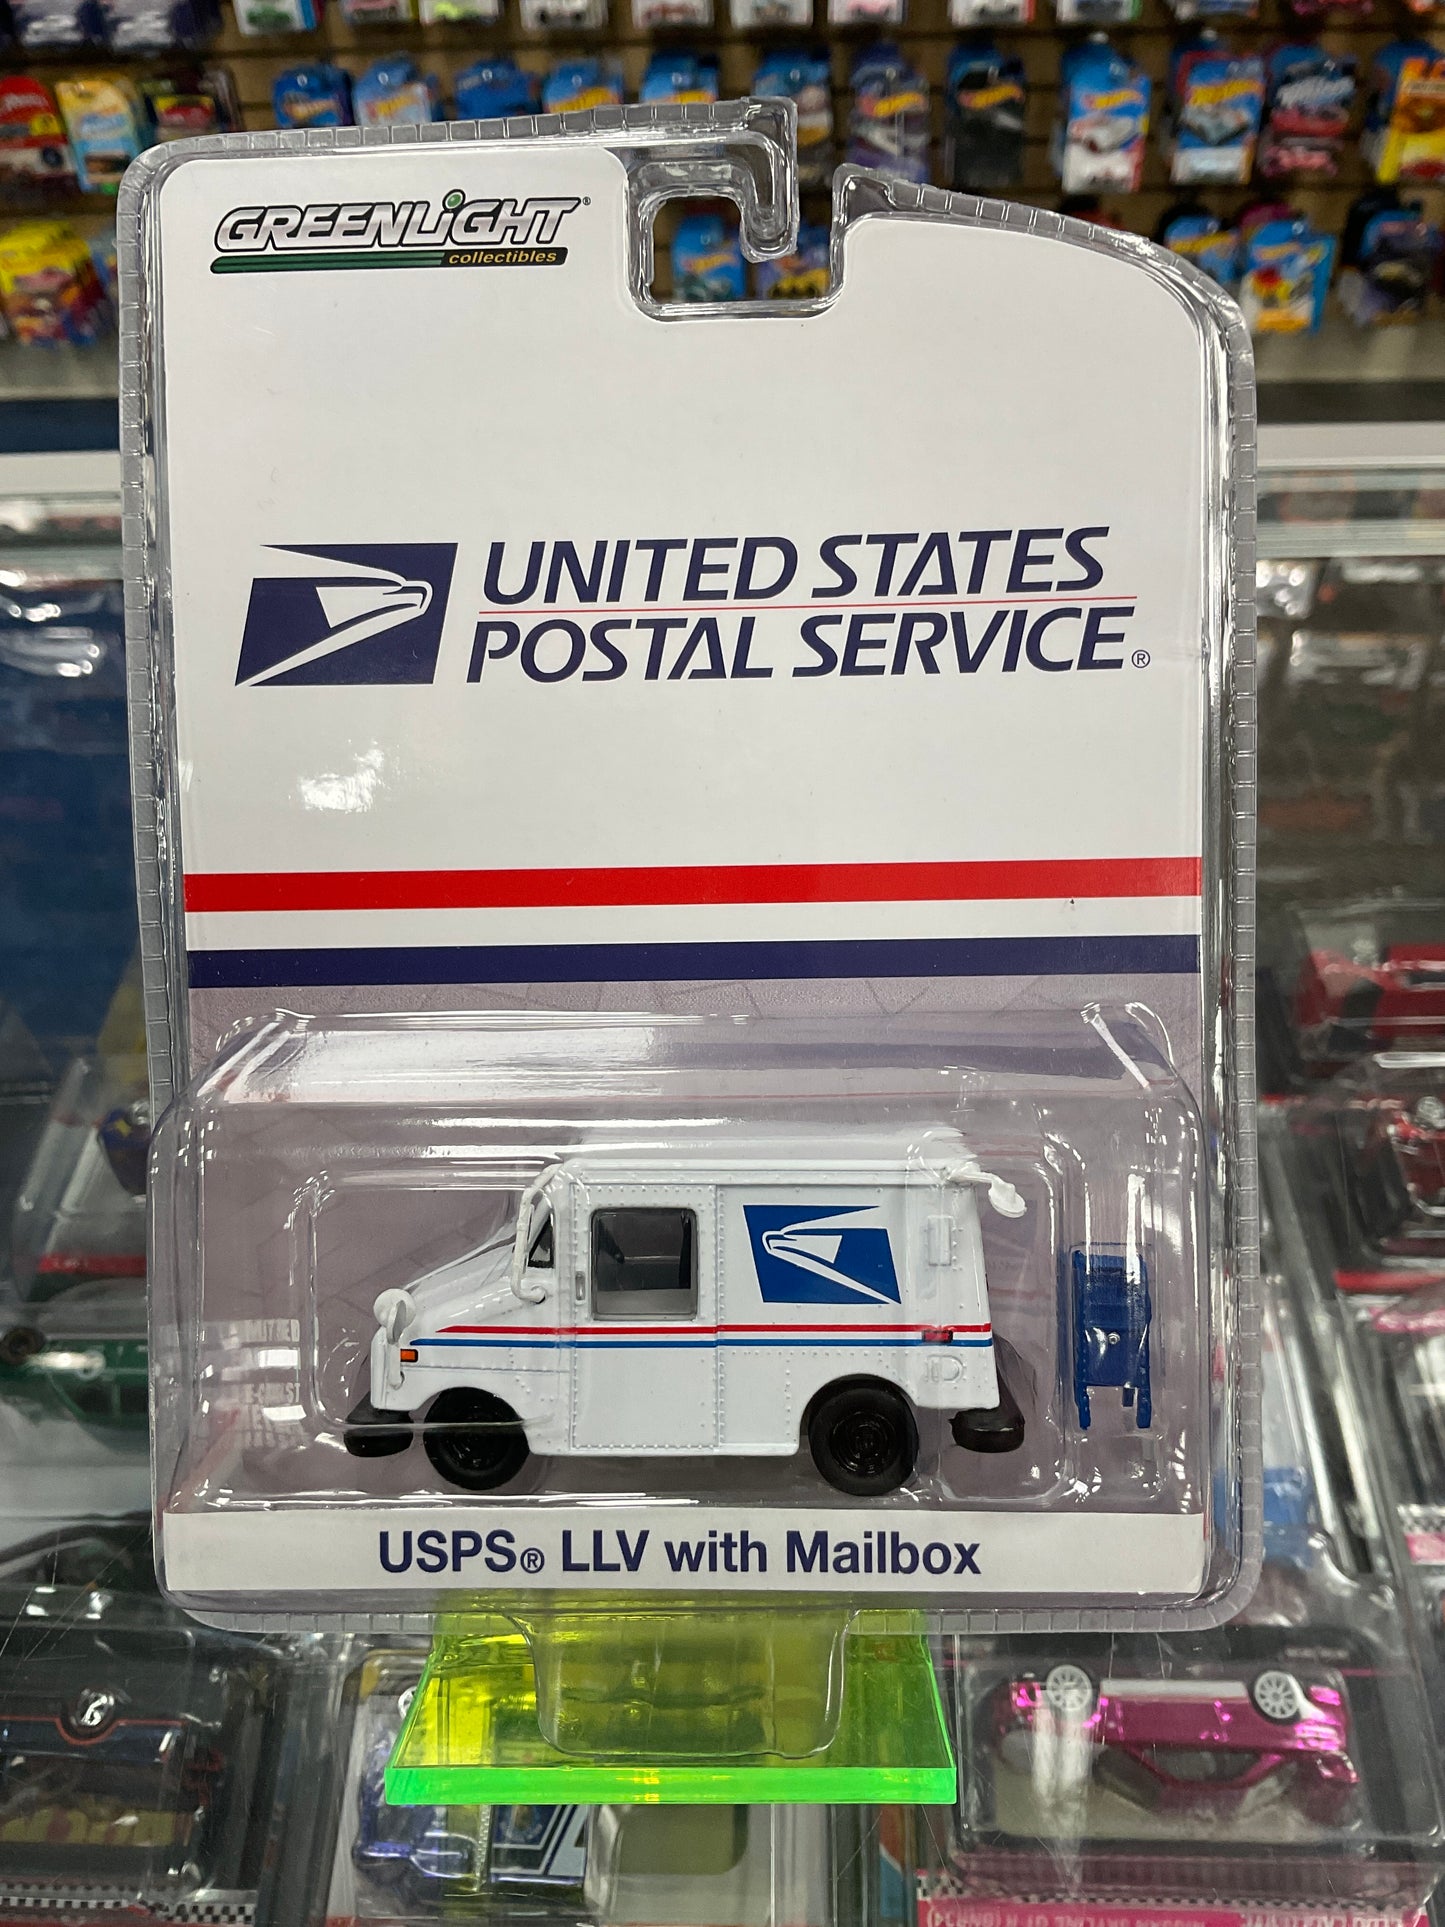 GREENLiGHT®
collectibles
UNITED STATES
POSTAL SERVICE®
USPS® LLV with Mailbox